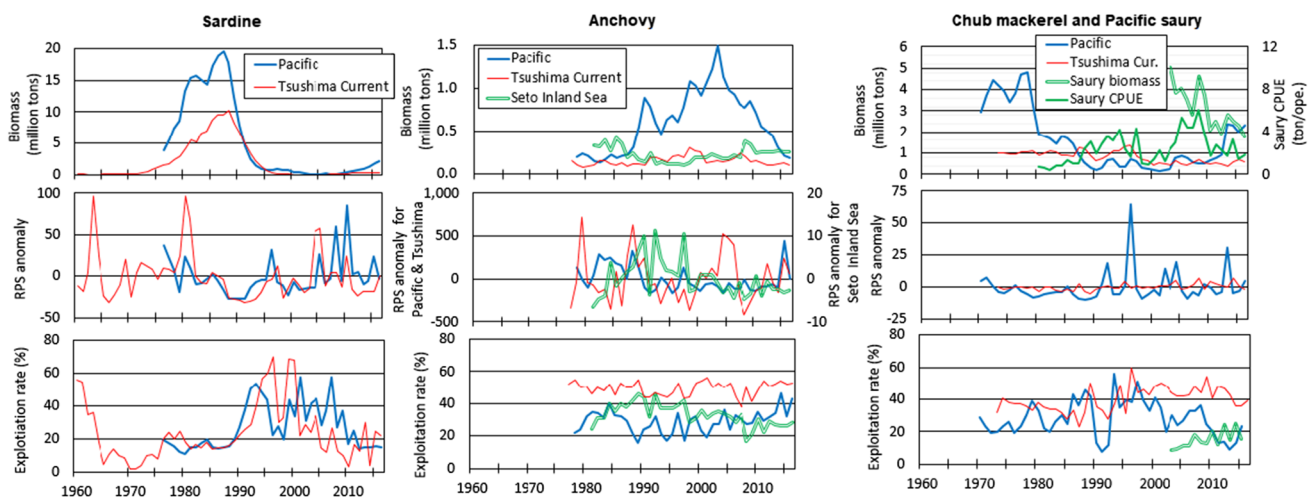 Sardine
Biomass
(million tons)
20
15
10
5
0
Pacific
Tsushima Current
RPS anomaly
100
50
0
-50
Explotiation rate (%)
80
60
40
20
0
1960 1970 1980 1990 2000 2010
Anchovy
Biomass
(million tons)
1.5
1.0
0.5
0.0
Pacific
Tsushima Current
Seto Inland Sea
RPS anomaly for
Pacific & Tsushima
1,000
500
0
-500
20
10
0
-10
RPS anomaly for
Seto Inland Sea
Exploitation rate (%)
80
60
40
20
0
1960 1970 1980 1990 2000 2010
Chub mackerel and Pacific saury
Biomass
(million tons)
6
5
4
3
2
1
0
Pacific
Tsushima Cur.
Saury biomass
Saury CPUE
12
8
4
0
Saury CPUE
(ton/ope.)
RPS anomaly
75
50
25
0
-25
Exploitation rate (%)
80
60
40
20
0
1960 1970 1980 1990 2000 2010